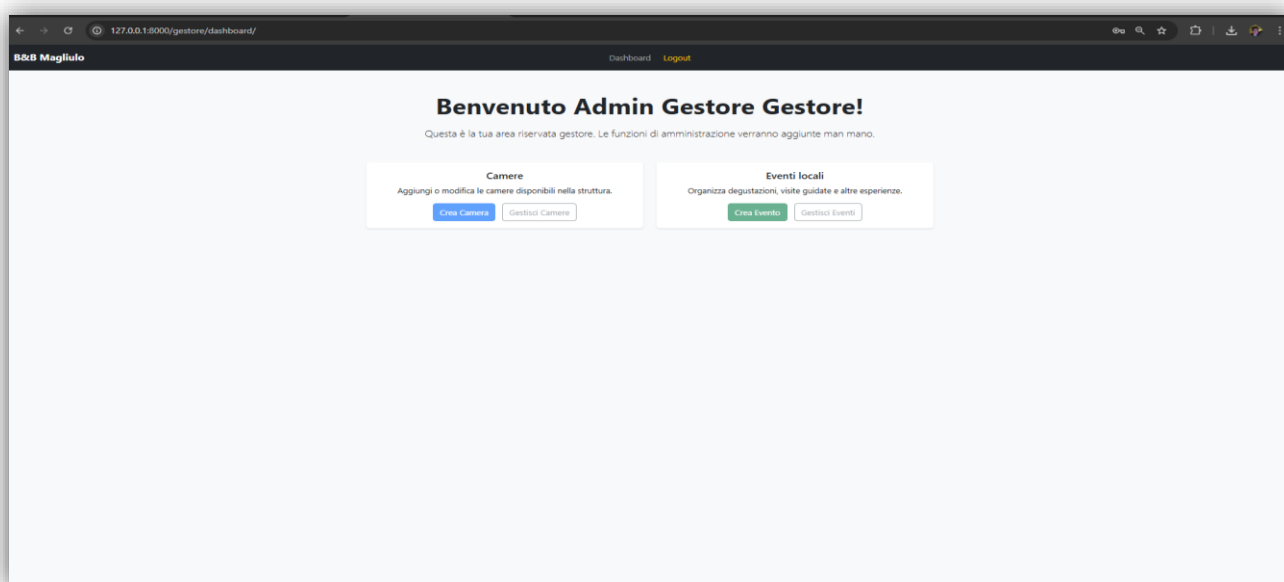 127.0.0.1:8000/gestore/dashboard/
B&B Magliulo
Dashboard Logout
Benvenuto Admin Gestore Gestore!
Questa è la tua area riservata gestore. Le funzioni di amministrazione verranno aggiunte man mano.
Camere
Aggiungi o modifica le camere disponibili nella struttura.
Crea Camera Gestisci Camere
Eventi locali
Organizza degustazioni, visite guidate e altre esperienze.
Crea Evento Gestisci Eventi